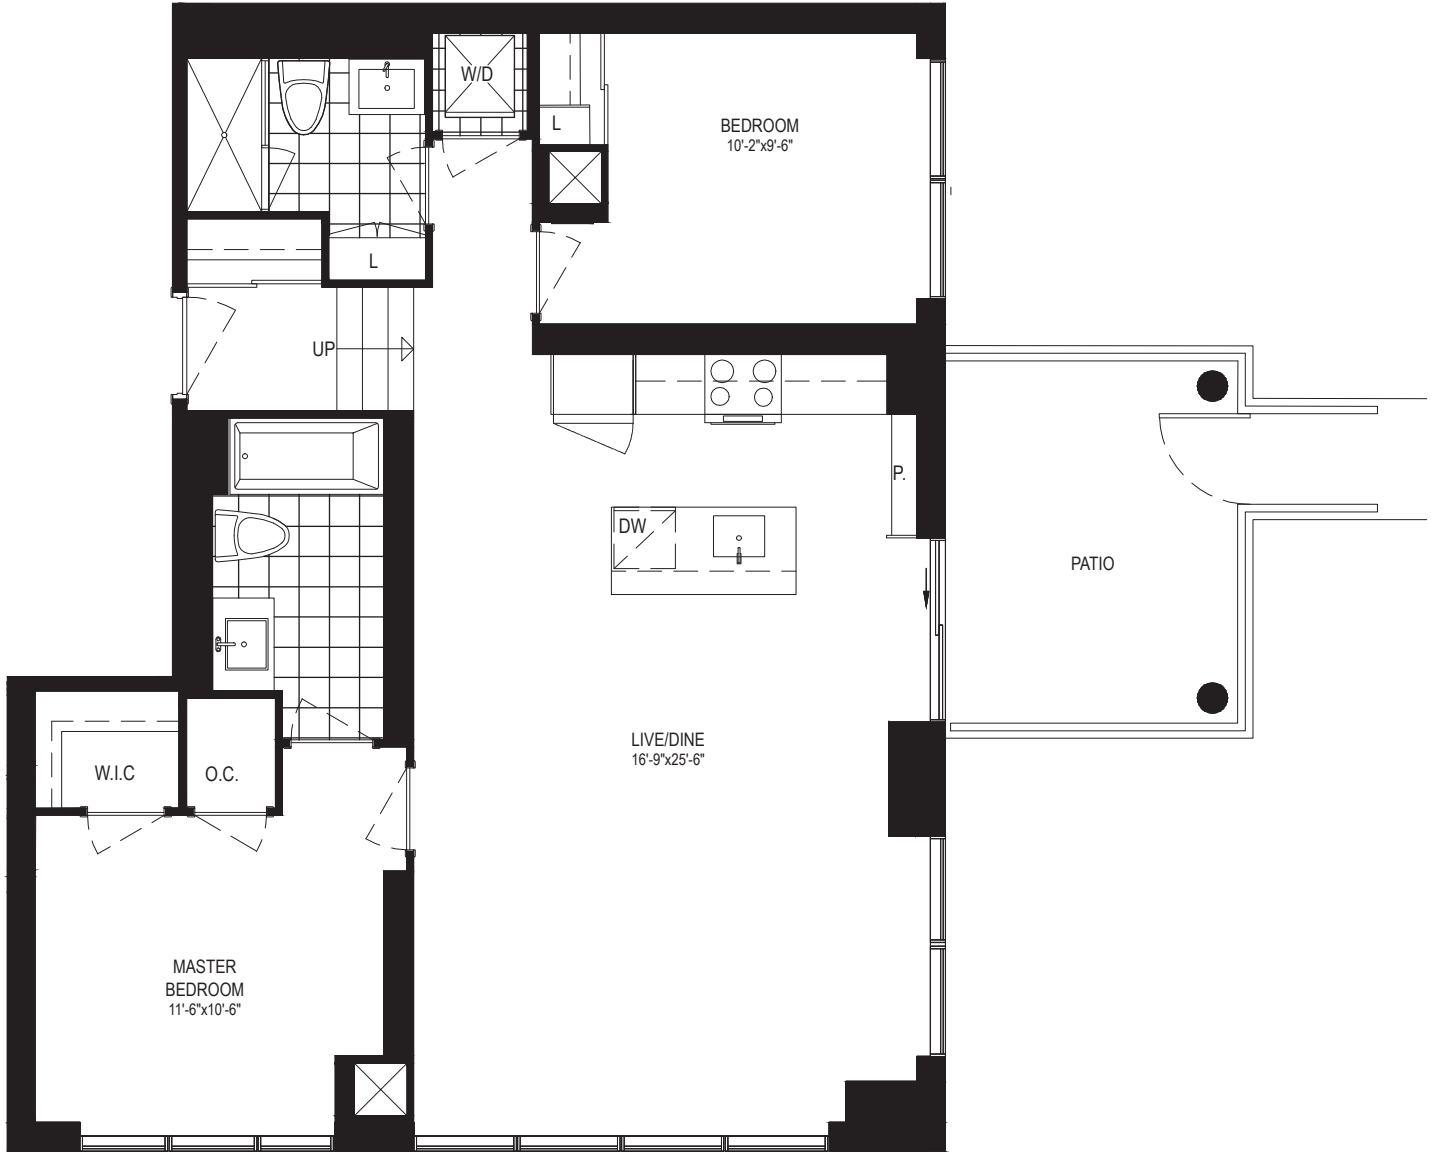 W/D
L
BEDROOM
10'-2"x9'-6"
L
UP
P.
DW
PATIO
LIVE/DINE
16'-9"x25'-6"
W.I.C
O.C.
MASTER
BEDROOM
11'-6"x10'-6"